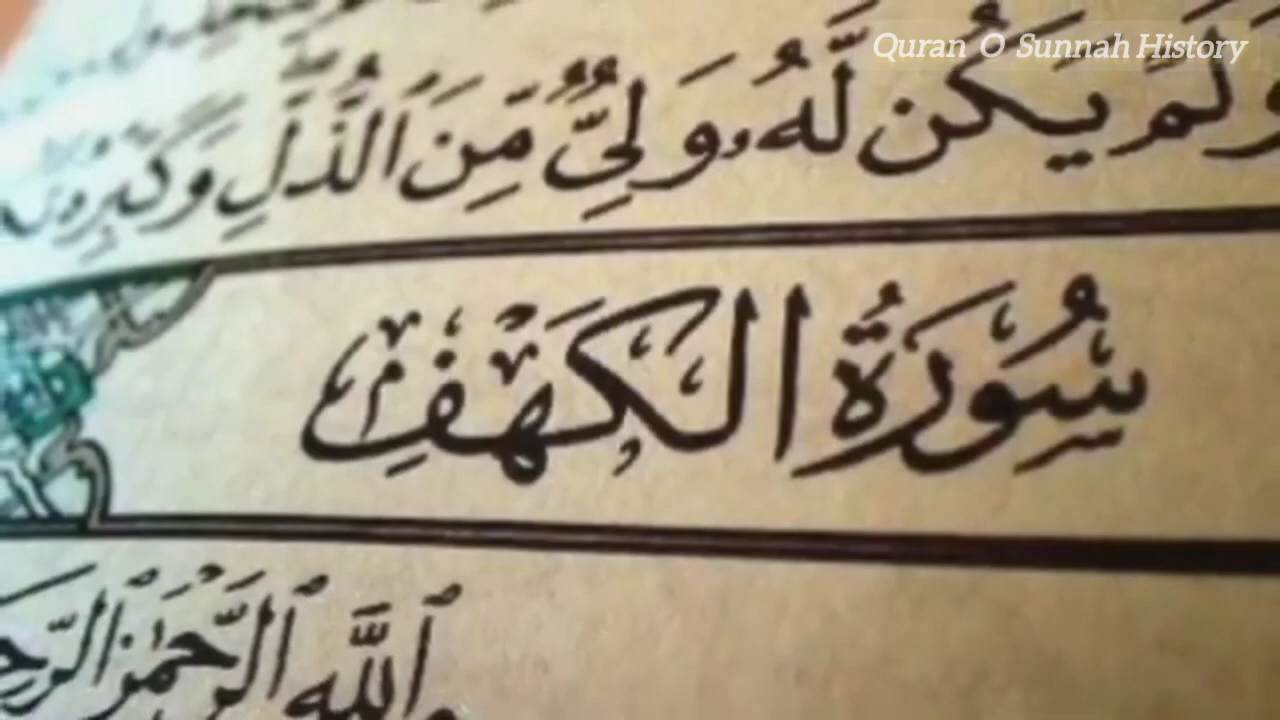 Quran O Sunnah History
وَلَمْ يَكُن لَّهُۥ وَلِىٌّ مِّنَ ٱلذُّلِّ ۖ وَكَبِّرْهُ
سُورَةُ الْكَهْفِ
ٱللَّهِ ٱلرَّحْمَٰنِ